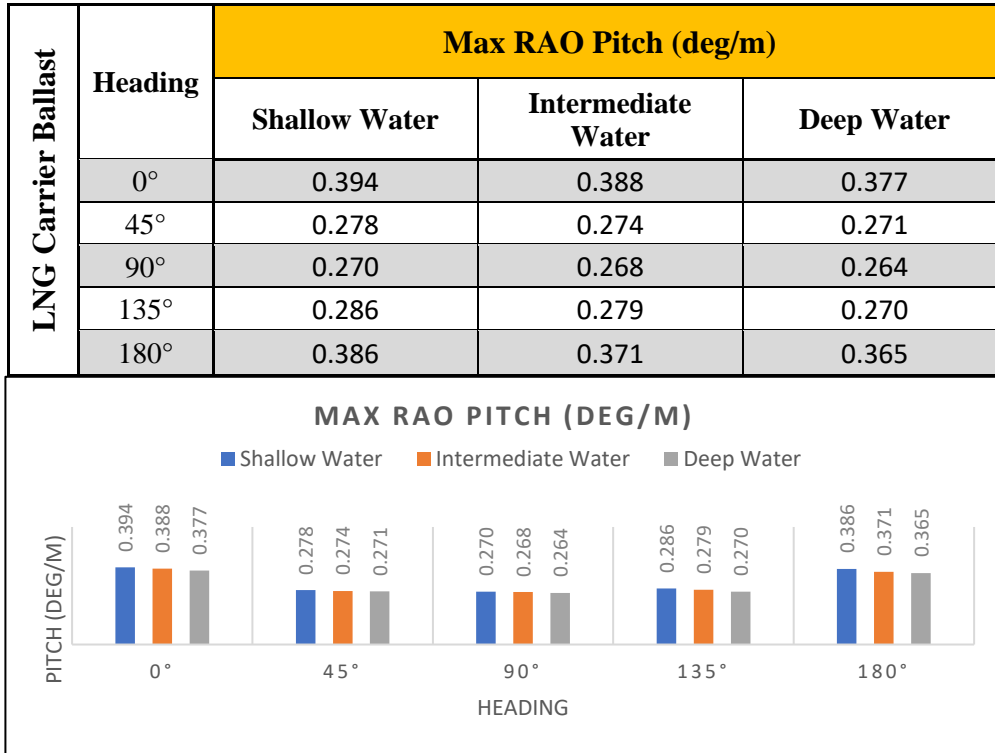 LNG Carrier Ballast
Heading
Max RAO Pitch (deg/m)
Shallow Water
Intermediate
Water
Deep Water
0° 0.394 0.388 0.377
45° 0.278 0.274 0.271
90° 0.270 0.268 0.264
135° 0.286 0.279 0.270
180° 0.386 0.371 0.365
MAX RAO PITCH (DEG/M)
Shallow Water Intermediate Water Deep Water
PITCH (DEG/M)
0.394 0.388 0.377 0.278 0.274 0.271 0.270 0.268 0.264 0.286 0.279 0.270 0.386 0.371 0.365
0° 45° 90° 135° 180°
HEADING